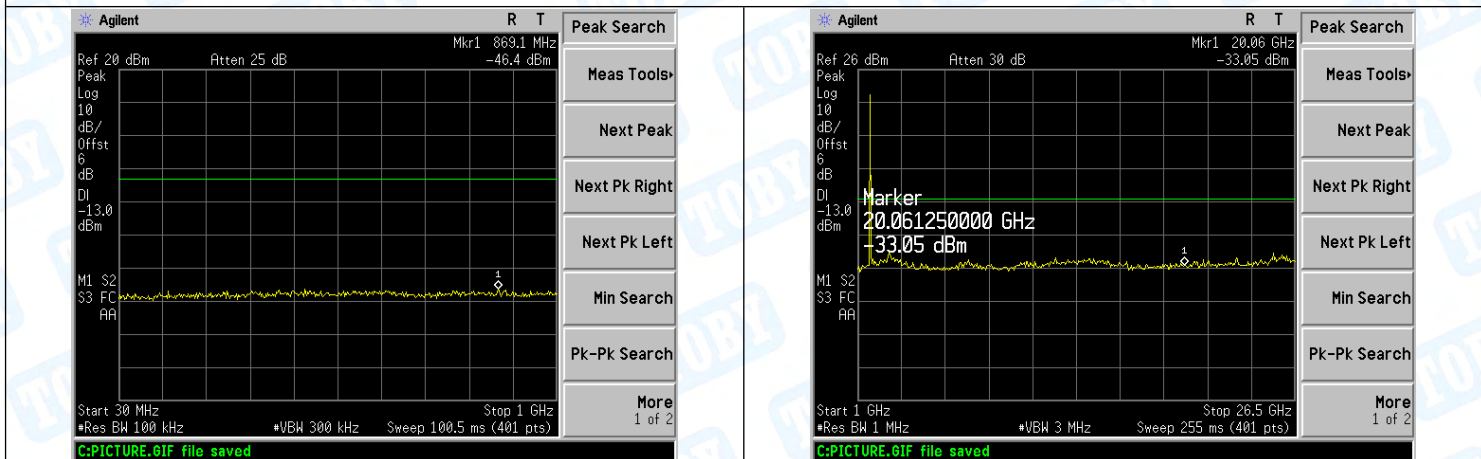 Agilent R T
Mkr1 869.1 MHz
Ref 20 dBm Atten 25 dB -46.4 dBm
Peak
Log
10
dB/
Offst
6
dB
DI
-13.0
dBm
M1 S2
S3 FC
AA
1
Start 30 MHz Stop 1 GHz
#Res BW 100 kHz #VBW 300 kHz Sweep 100.5 ms (401 pts)
C:PICTURE.GIF file saved
Peak Search
Meas Tools
Next Peak
Next Pk Right
Next Pk Left
Min Search
Pk-Pk Search
More
1 of 2
Agilent R T
Mkr1 20.06 GHz
Ref 26 dBm Atten 30 dB -33.05 dBm
Peak
Log
10
dB/
Offst
6
dB
DI
-13.0
dBm
Marker
20.061250000 GHz
-33.05 dBm
M1 S2
S3 FC
AA
1
Start 1 GHz Stop 26.5 GHz
#Res BW 1 MHz #VBW 3 MHz Sweep 255 ms (401 pts)
C:PICTURE.GIF file saved
Peak Search
Meas Tools
Next Peak
Next Pk Right
Next Pk Left
Min Search
Pk-Pk Search
More
1 of 2
TOBY